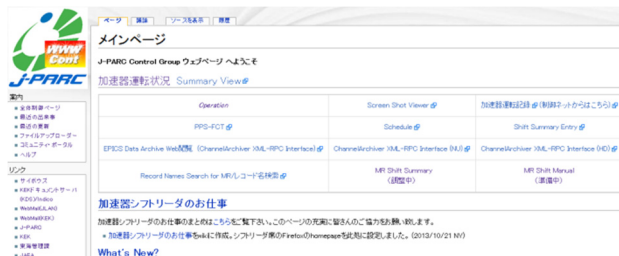 ページ 議論 ソースを表示 履歴
WWW
Cont
J-PARC
メインページ
J-PARC Control Group ウェブページ へようこそ
加速器運転状況 Summary View
Operation Screen Shot Viewer 加速器運転記録 (制御ネットからはこちら)
PPS-FCT Schedule Shift Summary Entry
EPICS Data Archive Web閲覧 (ChannelArchiver XML-RPC Interface) ChannelArchiver XML-RPC Interface (NU) ChannelArchiver XML-RPC Interface (HD)
Record Names Search for MR/レコード名検索 MR Shift Summary MR Shift Manual
(調整中) (準備中)
加速器シフトリーダのお仕事
加速器シフトリーダのお仕事のまとめはこちらをご覧下さい。このページの充実に皆さんのご協力をお願い致します。
加速器シフトリーダのお仕事をwikiに作成。シフトリーダ席のFirefoxのhomepageを此処に設定しました。 (2013/10/21 NY)
What's New?
案内
全体制御ページ
最近の出来事
最近の更新
ファイルアップローダー
コミュニティ・ポータル
ヘルプ
リンク
サイボウズ
KEKドキュメントサーバ
(KDS)/Indico
WebMail(JLAN)
WebMail(KEK)
J-PARC
KEK
東海管理課
JAEA